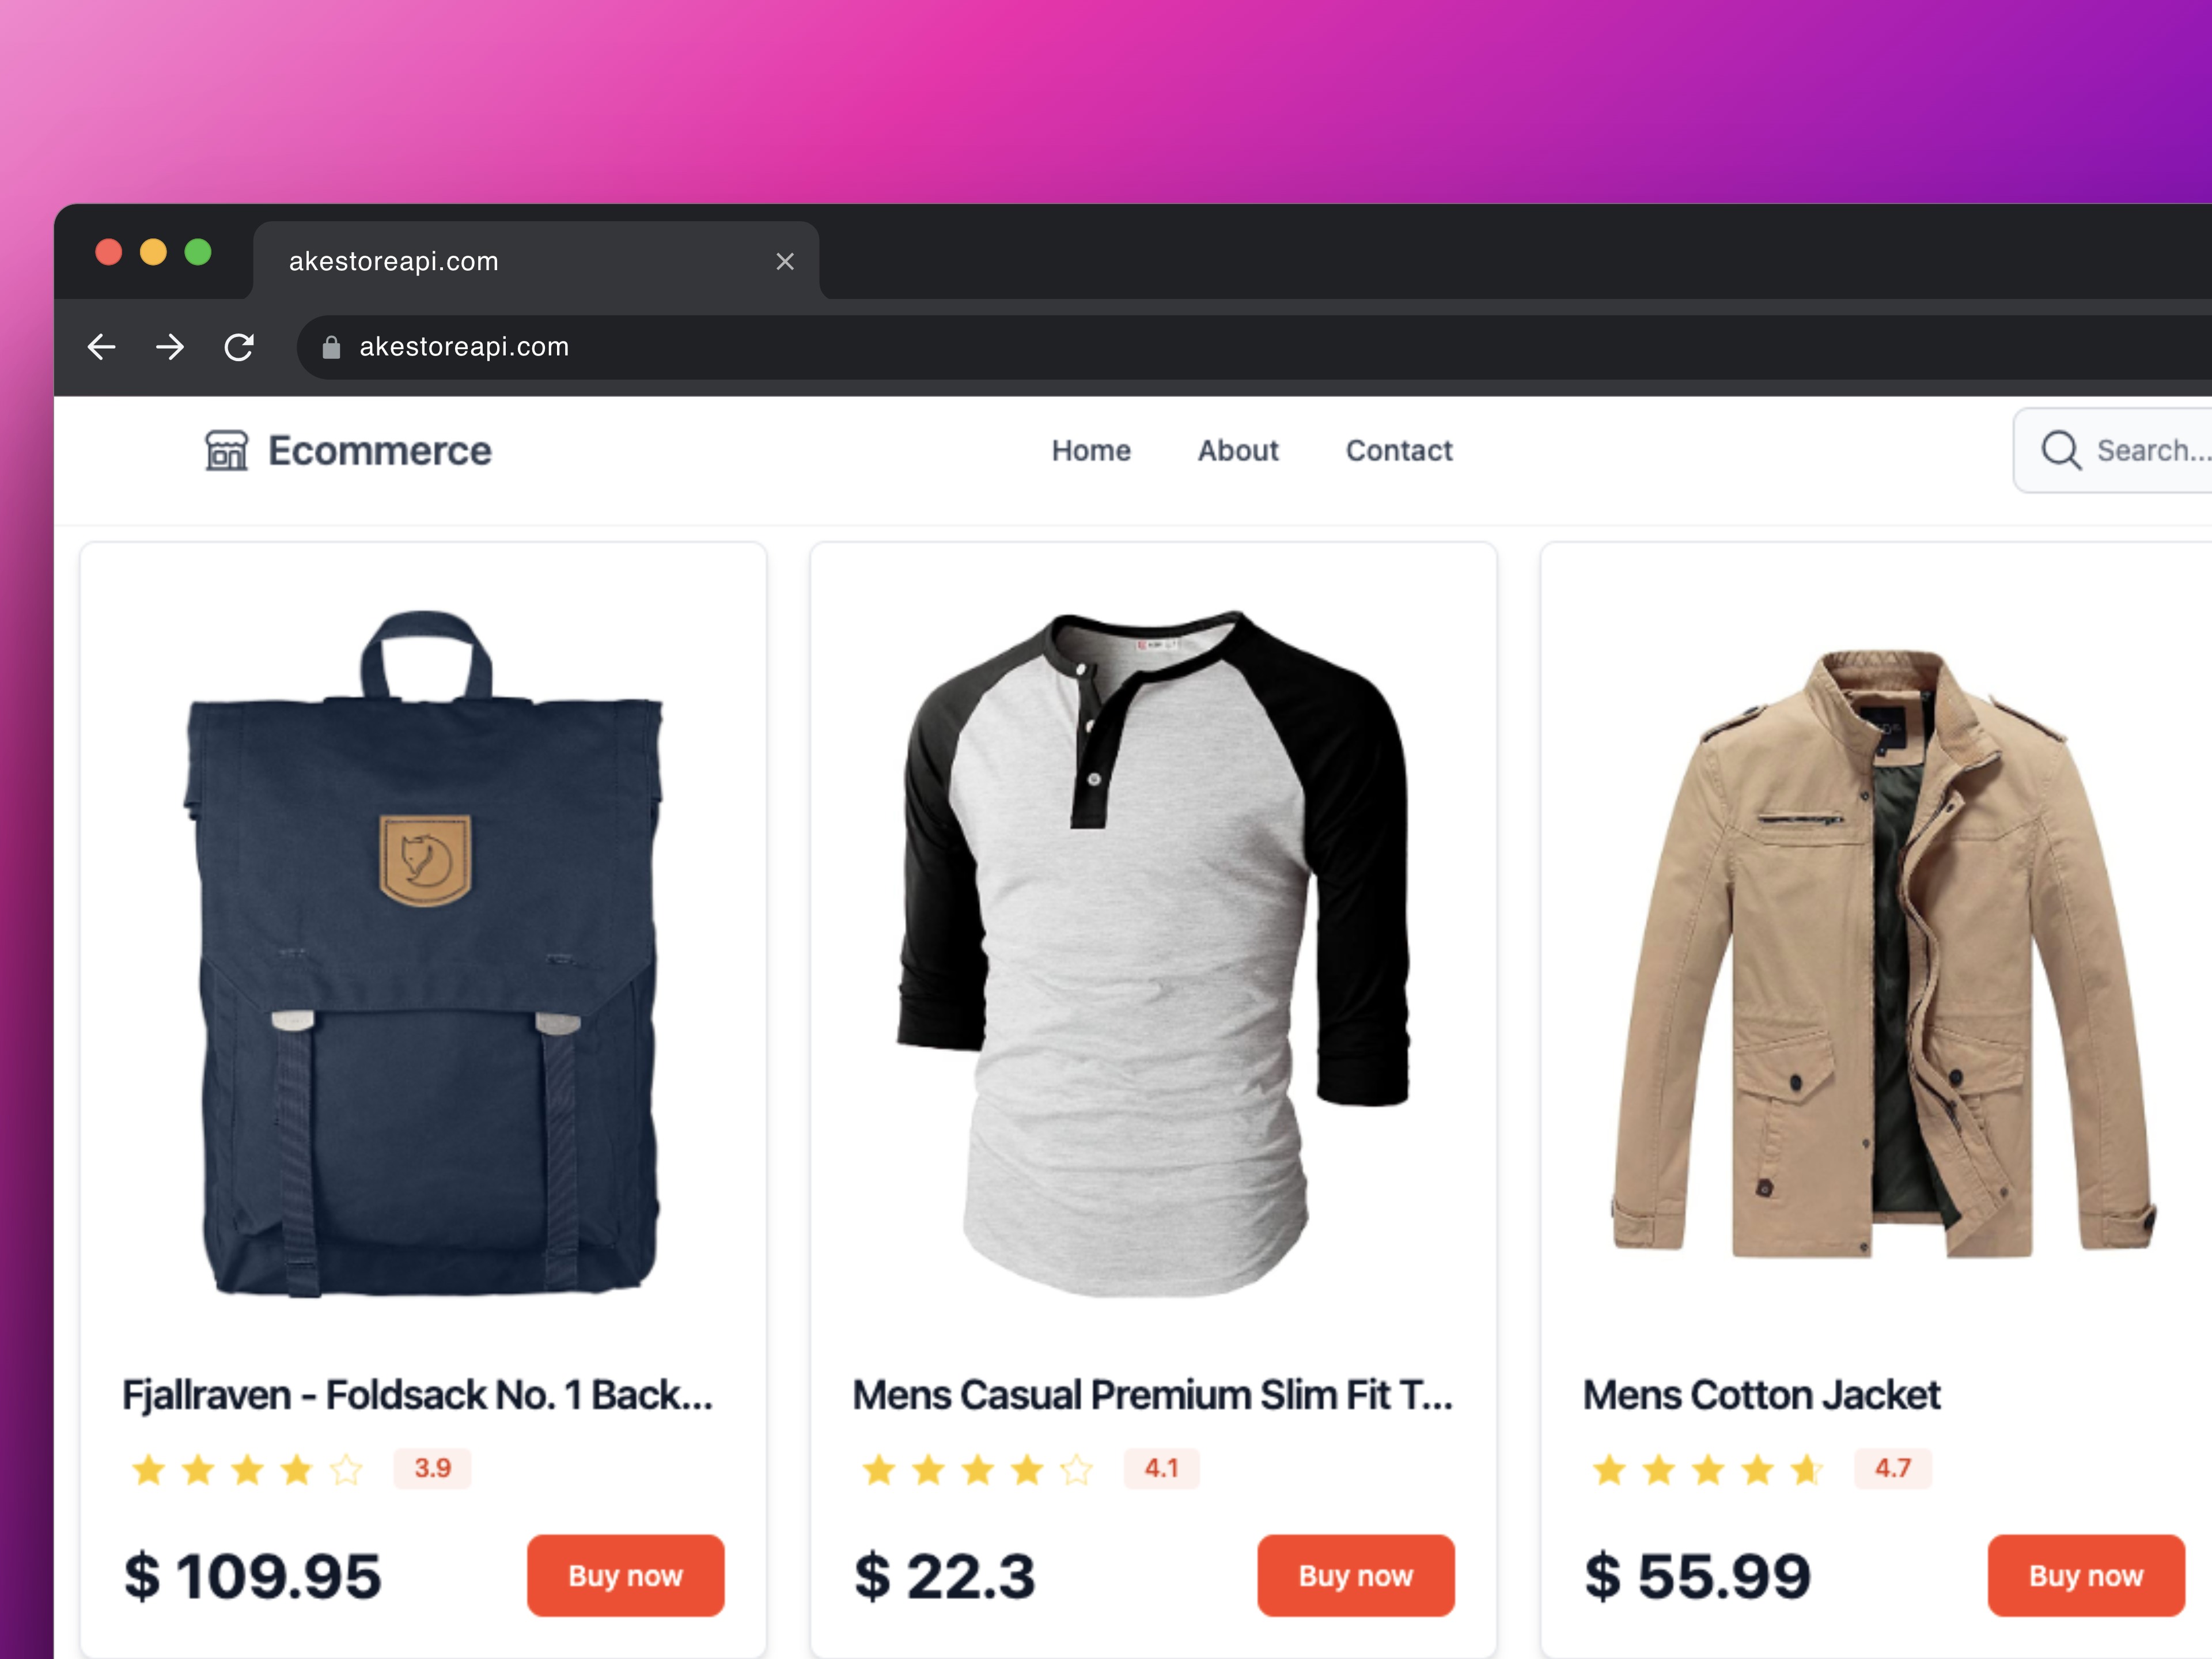 akestoreapi.com
akestoreapi.com
Ecommerce
Home About Contact
Search...
Fjallraven - Foldsack No. 1 Back...
3.9
$ 109.95
Buy now
Mens Casual Premium Slim Fit T...
4.1
$ 22.3
Buy now
Mens Cotton Jacket
4.7
$ 55.99
Buy now